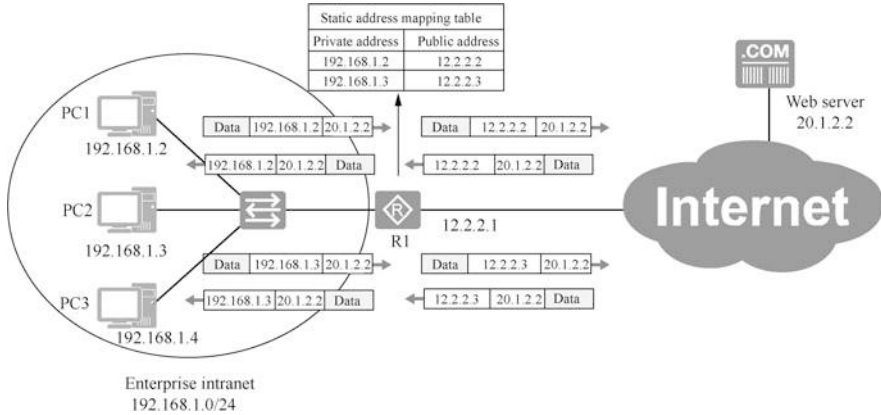 Static address mapping table
Private address Public address
192.168.1.2 12.2.2.2
192.168.1.3 12.2.2.3
.COM
Web server
20.1.2.2
PC1
192.168.1.2
Data 192.168.1.2 20.1.2.2
Data 12.2.2.2 20.1.2.2
192.168.1.2 20.1.2.2 Data
12.2.2.2 20.1.2.2 Data
PC2
192.168.1.3
R
R1
12.2.2.1
Internet
Data 192.168.1.3 20.1.2.2
Data 12.2.2.3 20.1.2.2
PC3
192.168.1.4
192.168.1.3 20.1.2.2 Data
12.2.2.3 20.1.2.2 Data
Enterprise intranet
192.168.1.0/24